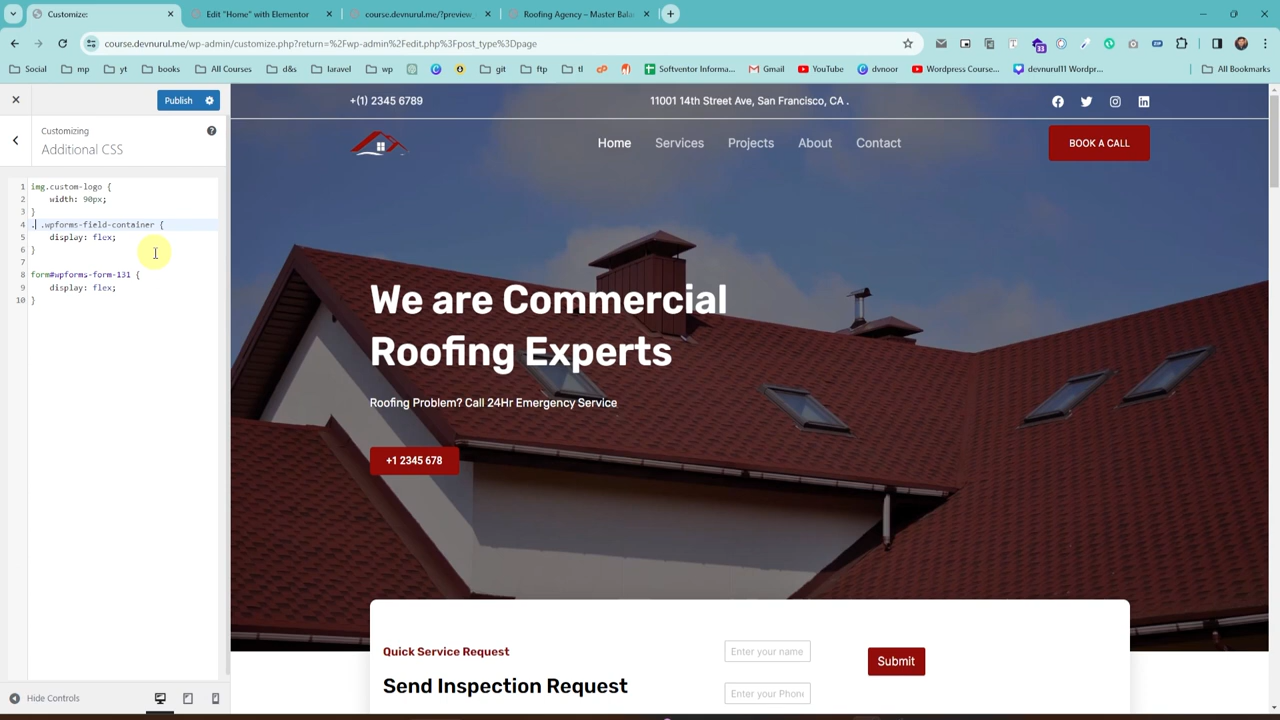 Customize:
Edit "Home" with Elementor
course.devnurul.me/?preview_
Roofing Agency – Master Bala
course.devnurul.me/wp-admin/customize.php?return=%2Fwp-admin%2Fedit.php%3Fpost_type%3Dpage
33
Social
mp
yt
books
All Courses
d&s
laravel
wp
git
ftp
tl
Softventor Informa...
Gmail
YouTube
dvnoor
Wordpress Course...
devnurul11 Wordpr...
All Bookmarks
Publish
Customizing
Additional CSS
1 img.custom-logo {
2 width: 90px;
3 }
4 . .wpforms-field-container {
5 display: flex;
6 }
7
8 form#wpforms-form-131 {
9 display: flex;
10 }
Hide Controls
+(1) 2345 6789
11001 14th Street Ave, San Francisco, CA .
Home
Services
Projects
About
Contact
BOOK A CALL
We are Commercial
Roofing Experts
Roofing Problem? Call 24Hr Emergency Service
+1 2345 678
Quick Service Request
Send Inspection Request
Enter your name
Enter your Phon
Submit